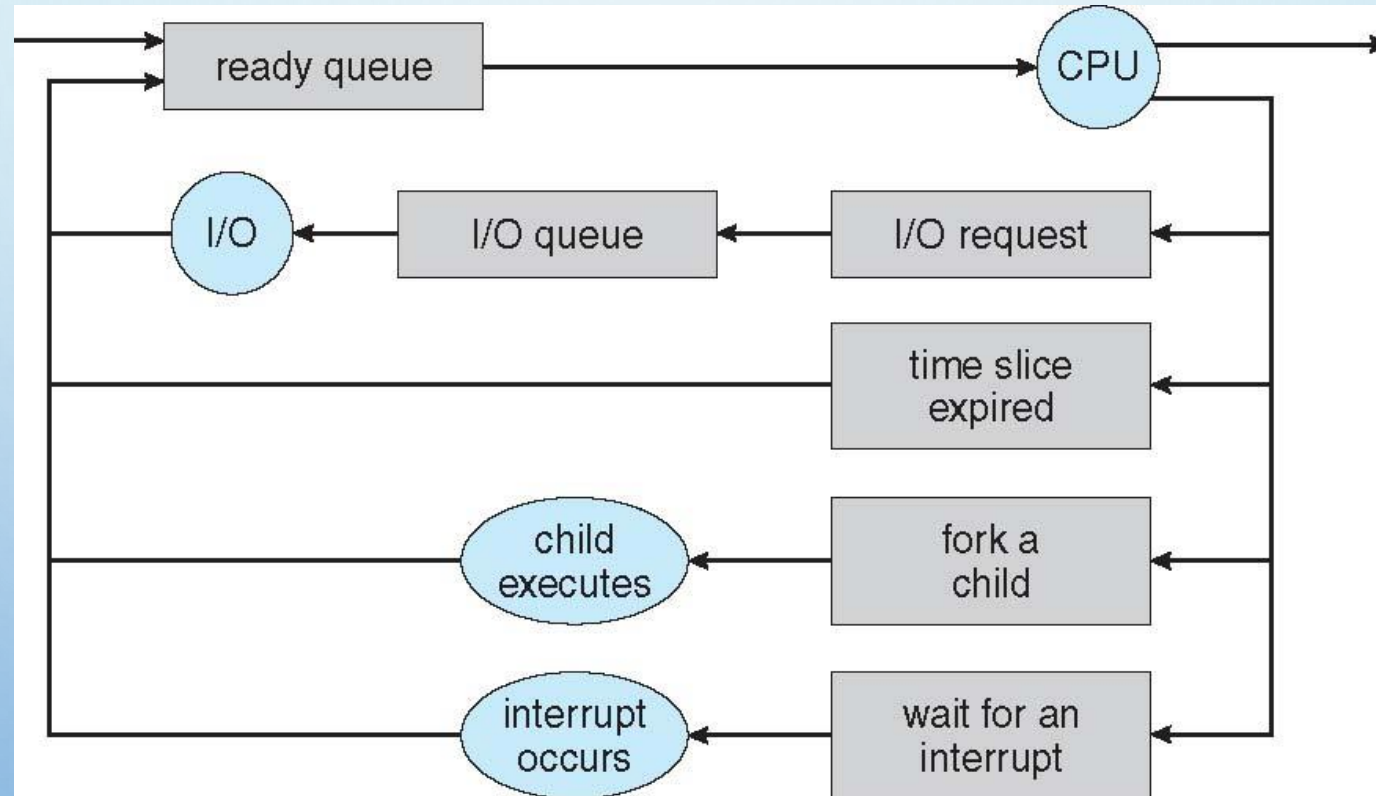 ready queue
CPU
I/O
I/O queue
I/O request
time slice
expired
child
executes
fork a
child
interrupt
occurs
wait for an
interrupt